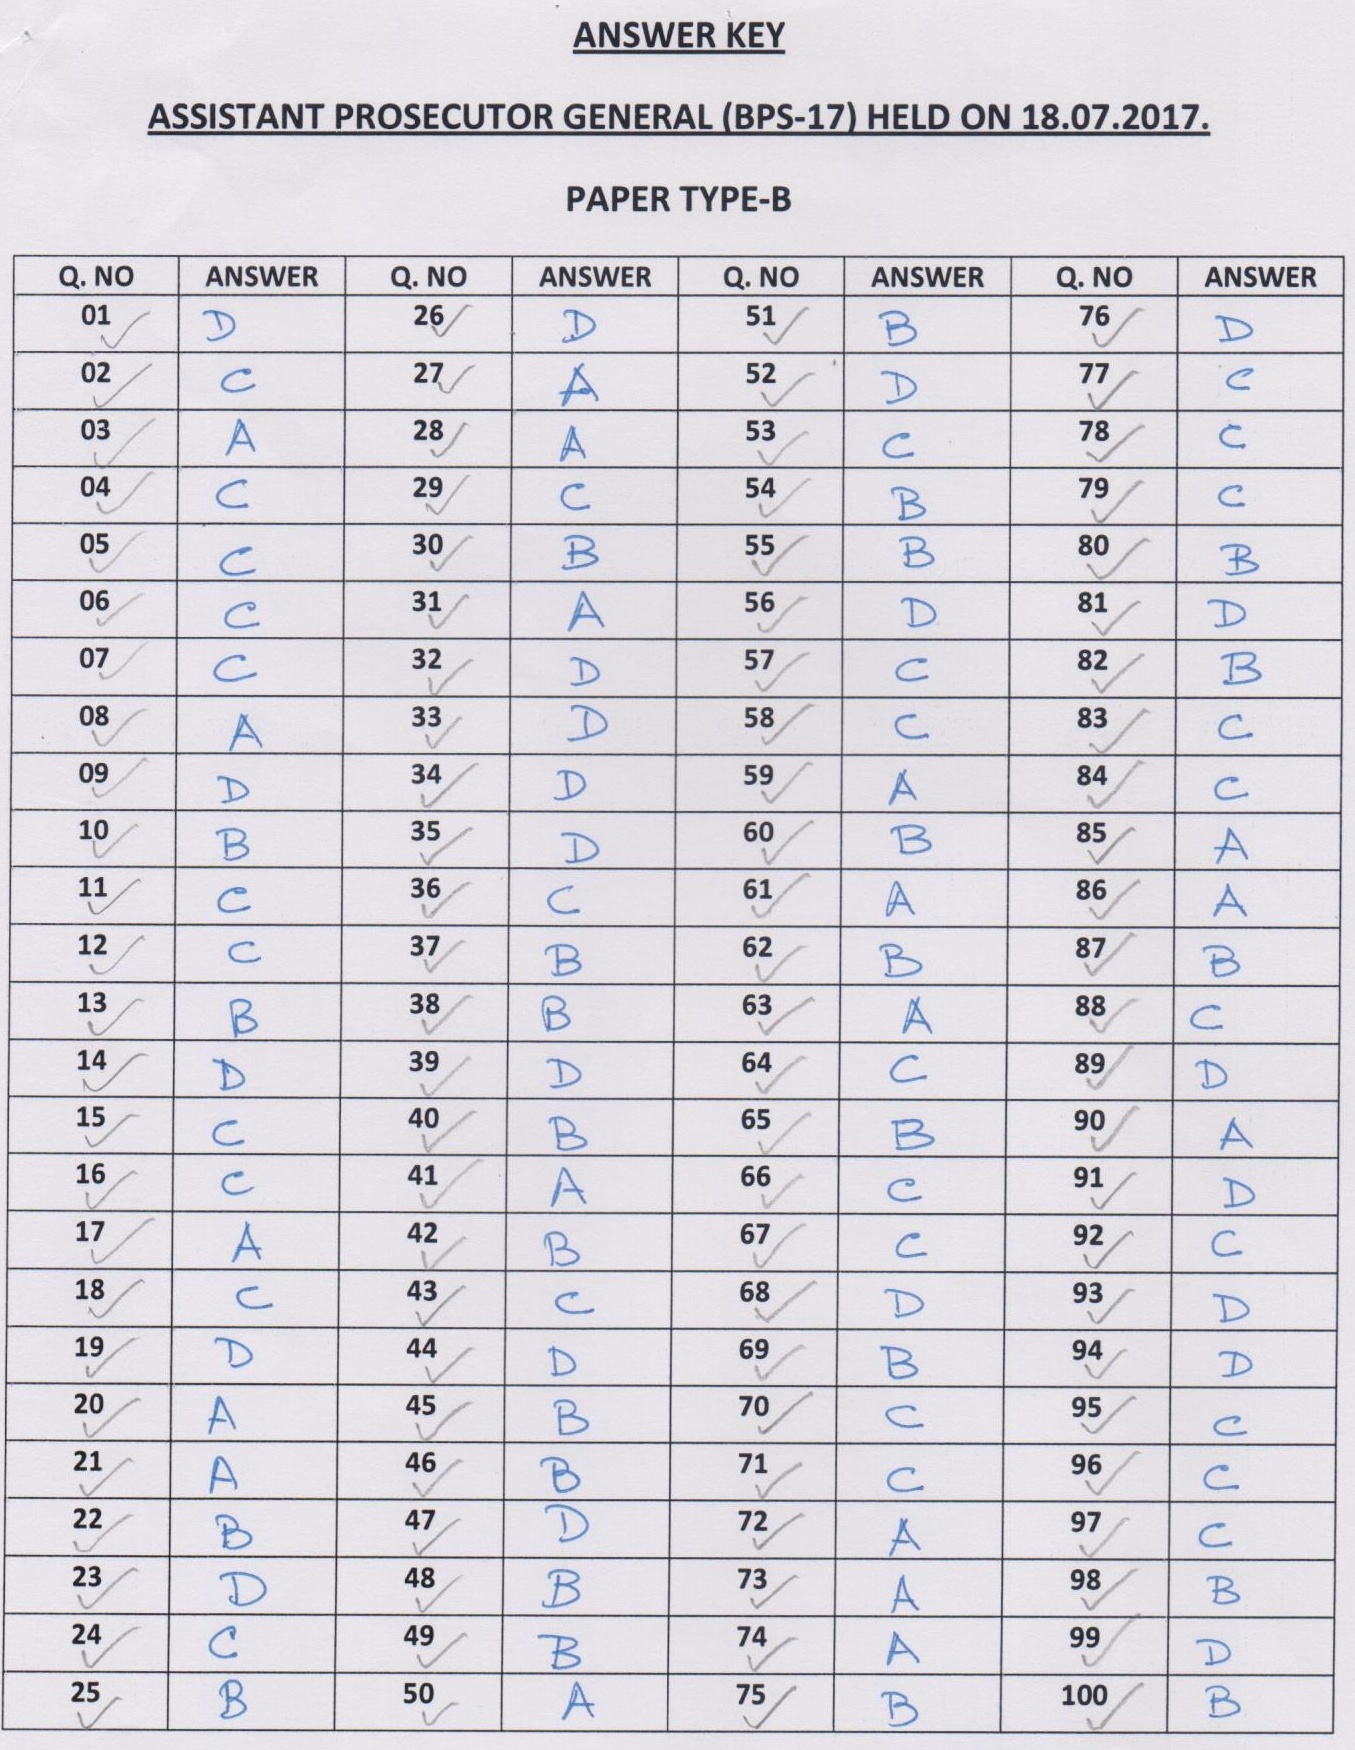 ANSWER KEY
ASSISTANT PROSECUTOR GENERAL (BPS-17) HELD ON 18.07.2017.
PAPER TYPE-B
Q. NO ANSWER Q. NO ANSWER Q. NO ANSWER Q. NO ANSWER
01 D 26 D 51 B 76 D
02 C 27 A 52 D 77 C
03 A 28 A 53 C 78 C
04 C 29 C 54 B 79 C
05 C 30 B 55 B 80 B
06 C 31 A 56 D 81 D
07 C 32 D 57 C 82 B
08 A 33 D 58 C 83 C
09 D 34 D 59 A 84 C
10 B 35 D 60 B 85 A
11 C 36 C 61 A 86 A
12 C 37 B 62 B 87 B
13 B 38 B 63 A 88 C
14 D 39 D 64 C 89 D
15 C 40 B 65 B 90 A
16 C 41 A 66 C 91 D
17 A 42 B 67 C 92 C
18 C 43 C 68 D 93 D
19 D 44 D 69 B 94 D
20 A 45 B 70 C 95 C
21 A 46 B 71 C 96 C
22 B 47 D 72 A 97 C
23 D 48 B 73 A 98 B
24 C 49 B 74 A 99 D
25 B 50 A 75 B 100 B